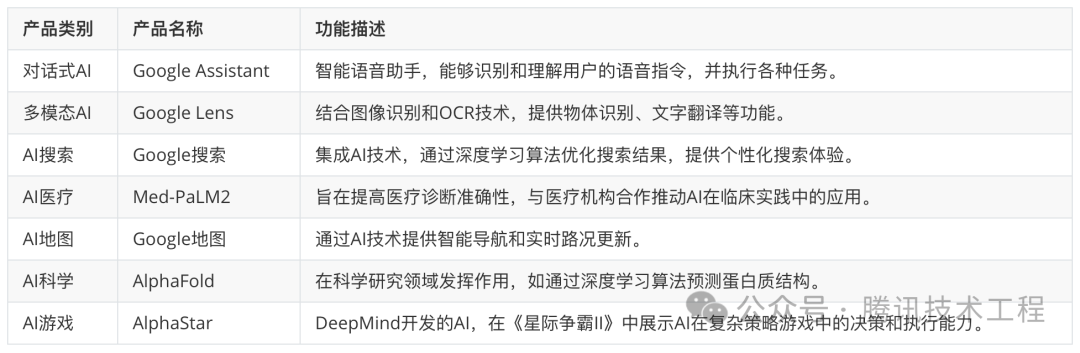 产品类别 产品名称 功能描述
对话式AI Google Assistant 智能语音助手，能够识别和理解用户的语音指令，并执行各种任务。
多模态AI Google Lens 结合图像识别和OCR技术，提供物体识别、文字翻译等功能。
AI搜索 Google搜索 集成AI技术，通过深度学习算法优化搜索结果，提供个性化搜索体验。
AI医疗 Med-PaLM2 旨在提高医疗诊断准确性，与医疗机构合作推动AI在临床实践中的应用。
AI地图 Google地图 通过AI技术提供智能导航和实时路况更新。
AI科学 AlphaFold 在科学研究领域发挥作用，如通过深度学习算法预测蛋白质结构。
AI游戏 AlphaStar DeepMind开发的AI，在《星际争霸II》中展示AI在复杂策略游戏中的决策和执行能力。
公众号 · 腾讯技术工程